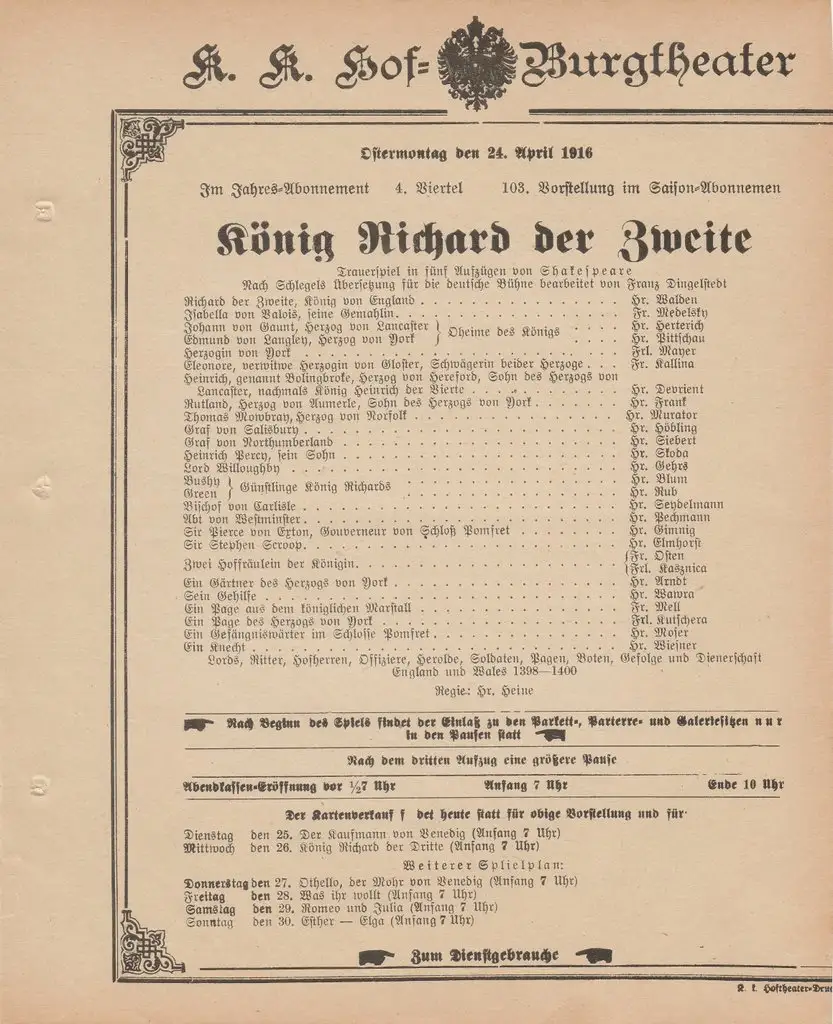 K. K. Hof-Burgtheater
Ostermontag den 24. April 1916
Im Jahres-Abonnement 4. Viertel 103. Vorstellung im Saison-Abonnemen
König Richard der Zweite
Trauerspiel in fünf Aufzügen von Shakespeare
Nach Schlegels Übersetzung für die deutsche Bühne bearbeitet von Franz Dingelstedt
Richard der Zweite, König von England . . . Hr. Walden
Isabella von Valois, seine Gemahlin . . . Fr. Medelsky
Johann von Gaunt, Herzog von Lancaster } Oheime des Königs . . . Hr. Herterich
Edmund von Langley, Herzog von York } Hr. Pittschau
Herzogin von York . . . Frl. Mayer
Eleonore, verwitwe Herzogin von Gloster, Schwägerin beider Herzoge . . . Fr. Kallina
Heinrich, genannt Bolingbroke, Herzog von Hereford, Sohn des Herzogs von
Lancaster, nachmals König Heinrich der Vierte . . . Hr. Devrient
Rutland, Herzog von Aumerle, Sohn des Herzogs von York . . . Hr. Frank
Thomas Mowbray, Herzog von Norfolk . . . Hr. Murator
Graf von Salisbury . . . Hr. Höbling
Graf von Northumberland . . . Hr. Siebert
Heinrich Percy, sein Sohn . . . Hr. Skoda
Lord Willoughby . . . Hr. Gehrs
Bushy } Günstlinge König Richards . . . Hr. Blum
Green } Hr. Rub
Bischof von Carlisle . . . Hr. Seydelmann
Abt von Westminster . . . Hr. Pechmann
Sir Pierce von Exton, Gouverneur von Schloß Pomfret . . . Hr. Gimnig
Sir Stephen Scroop . . . Hr. Elmhorst
Zwei Hoffräulein der Königin . . . { Fr. Osten
{ Frl. Kasznica
Ein Gärtner des Herzogs von York . . . Hr. Arndt
Sein Gehilfe . . . Hr. Wawra
Ein Page aus dem königlichen Marstall . . . Fr. Mell
Ein Page des Herzogs von York . . . Frl. Kutschera
Ein Gefängniswärter im Schlosse Pomfret . . . Hr. Moser
Ein Knecht . . . Hr. Wiesner
Lords, Ritter, Hofherren, Offiziere, Herolde, Soldaten, Pagen, Boten, Gefolge und Dienerschaft
England und Wales 1398—1400
Regie: Hr. Heine
Nach Beginn des Spiels findet der Einlaß zu den Parkett-, Parterre- und Galeriesitzen nur
in den Pausen statt
Nach dem dritten Aufzug eine größere Pause
Abendkassen-Eröffnung vor ½7 Uhr Anfang 7 Uhr Ende 10 Uhr
Der Kartenverkauf f det heute statt für obige Vorstellung und für
Dienstag den 25. Der Kaufmann von Venedig (Anfang 7 Uhr)
Mittwoch den 26. König Richard der Dritte (Anfang 7 Uhr)
Weiterer Spielplan:
Donnerstag den 27. Othello, der Mohr von Venedig (Anfang 7 Uhr)
Freitag den 28. Was ihr wollt (Anfang 7 Uhr)
Samstag den 29. Romeo und Julia (Anfang 7 Uhr)
Sonntag den 30. Esther — Elga (Anfang 7 Uhr)
Zum Dienstgebrauche
K. k. Hoftheater-Druc